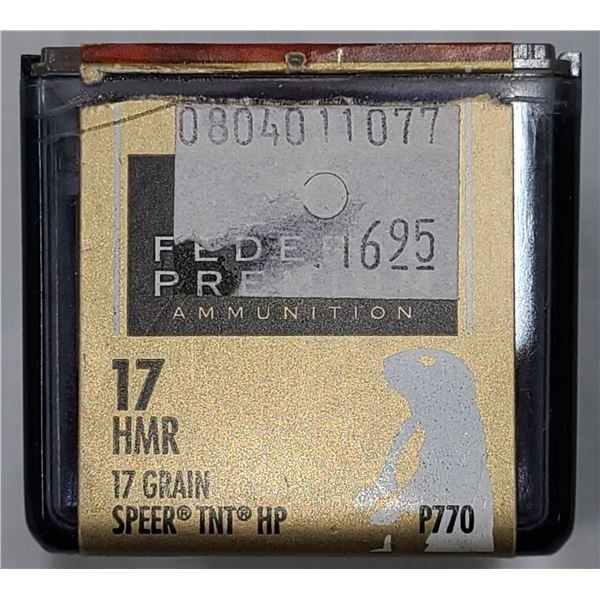 0804011077
FEDE
1695
PRE
AMMUNITION
17
HMR
17 GRAIN
SPEER® TNT® HP
P770